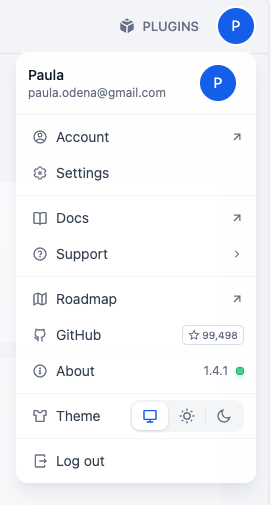 PLUGINS
P
Paula
paula.odena@gmail.com
P
Account
Settings
Docs
Support
Roadmap
GitHub
99,498
About
1.4.1
Theme
Log out